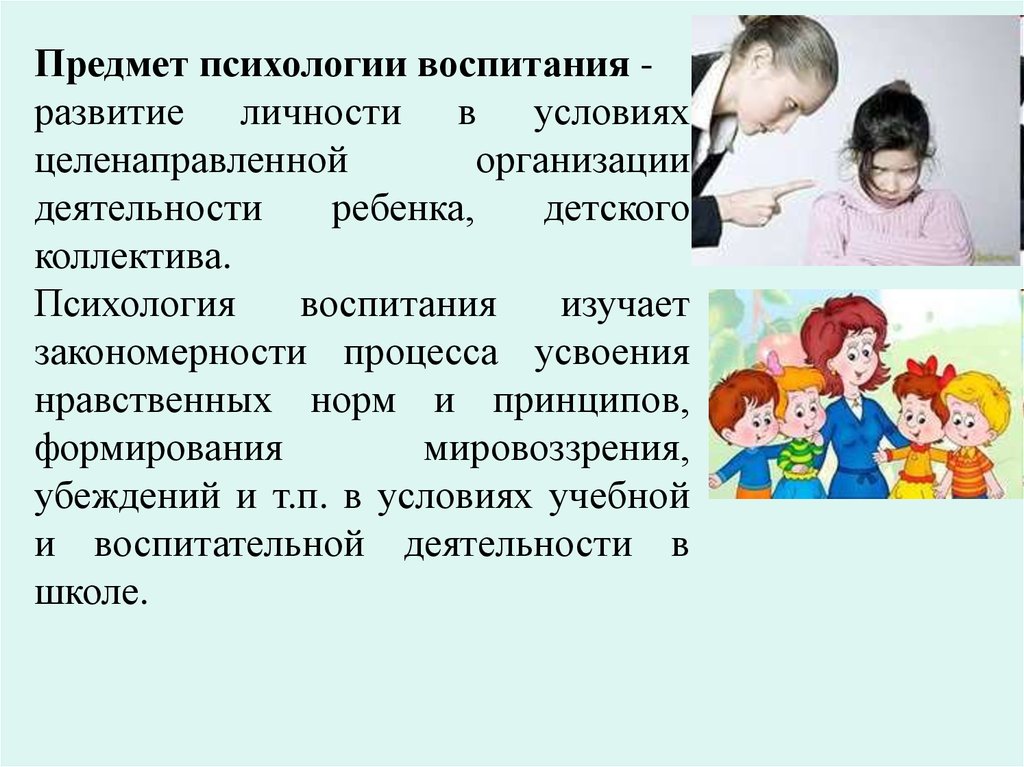 Предмет психологии воспитания -
развитие личности в условиях
целенаправленной организации
деятельности ребенка, детского
коллектива.
Психология воспитания изучает
закономерности процесса усвоения
нравственных норм и принципов,
формирования мировоззрения,
убеждений и т.п. в условиях учебной
и воспитательной деятельности в
школе.